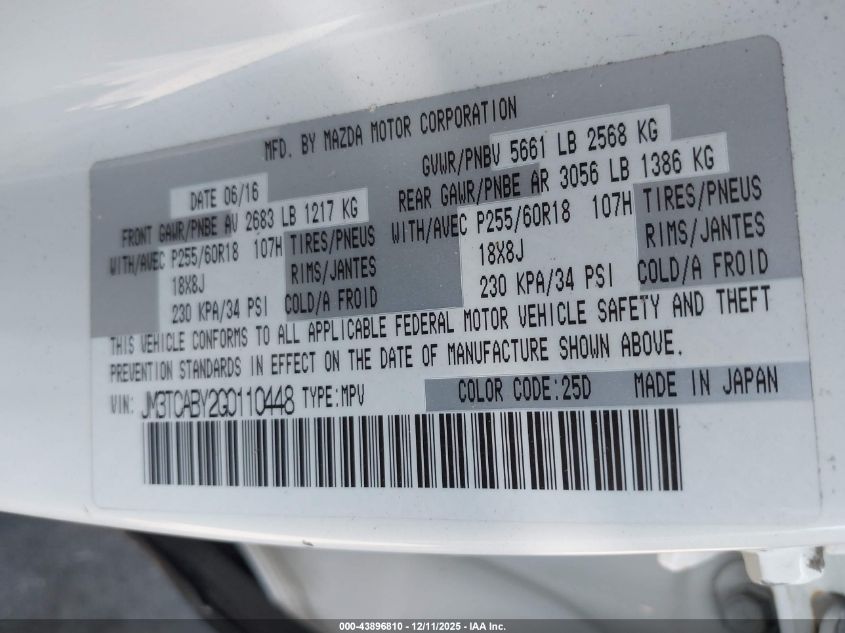 MFD. BY MAZDA MOTOR CORPORATION
DATE 06/16
GVWR/PNBV 5661 LB 2568 KG
FRONT GAWR/PNBE AV 2683 LB 1217 KG
REAR GAWR/PNBE AR 3056 LB 1386 KG
WITH/AVEC P255/60R18 107H TIRES/PNEUS
18X8J RIMS/JANTES
230 KPA/34 PSI COLD/A FROID
WITH/AVEC P255/60R18 107H TIRES/PNEUS
18X8J RIMS/JANTES
230 KPA/34 PSI COLD/A FROID
THIS VEHICLE CONFORMS TO ALL APPLICABLE FEDERAL MOTOR VEHICLE SAFETY AND THEFT
PREVENTION STANDARDS IN EFFECT ON THE DATE OF MANUFACTURE SHOWN ABOVE.
VIN: JM3TCABY2G0110448 TYPE:MPV COLOR CODE:25D MADE IN JAPAN
000-43896810 - 12/11/2025 - IAA Inc.